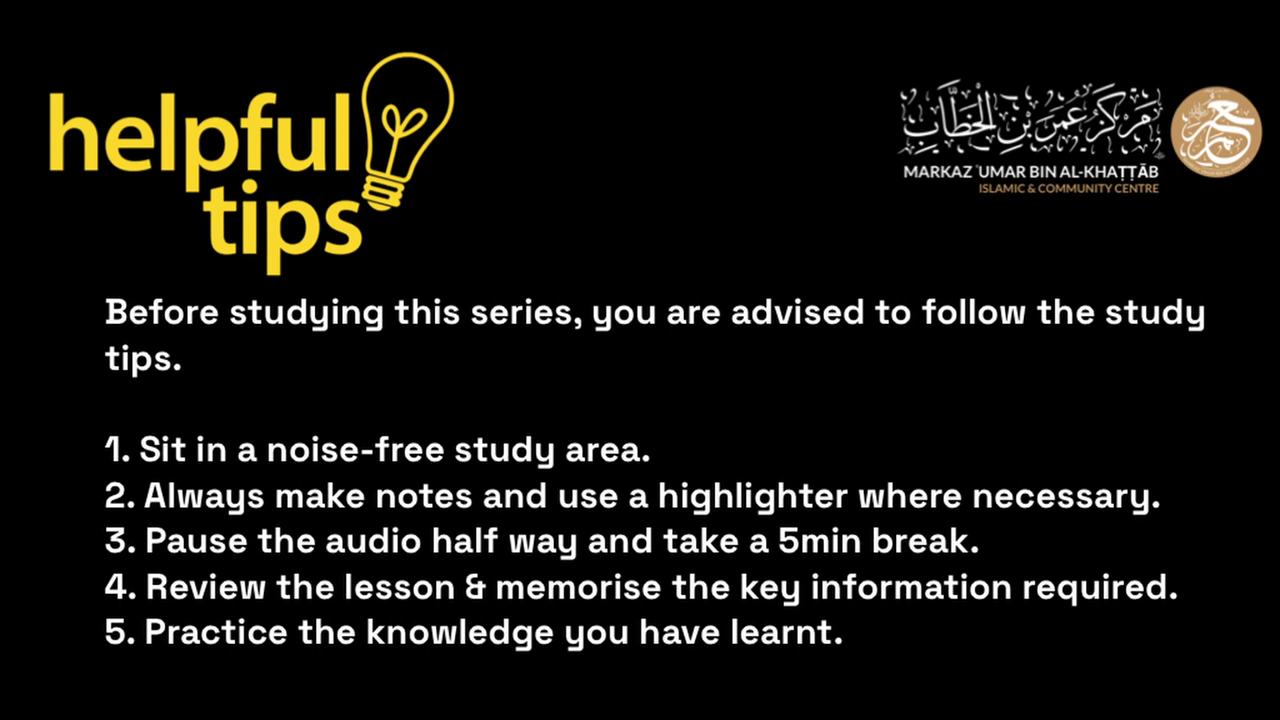 helpful
tips
مَرْكَزُ عُمَرَ بْنِ الْخَطَّابِ
MARKAZ 'UMAR BIN AL-KHAṬṬĀB
ISLAMIC & COMMUNITY CENTRE
عمر
Before studying this series, you are advised to follow the study
tips.
1. Sit in a noise-free study area.
2. Always make notes and use a highlighter where necessary.
3. Pause the audio half way and take a 5min break.
4. Review the lesson & memorise the key information required.
5. Practice the knowledge you have learnt.